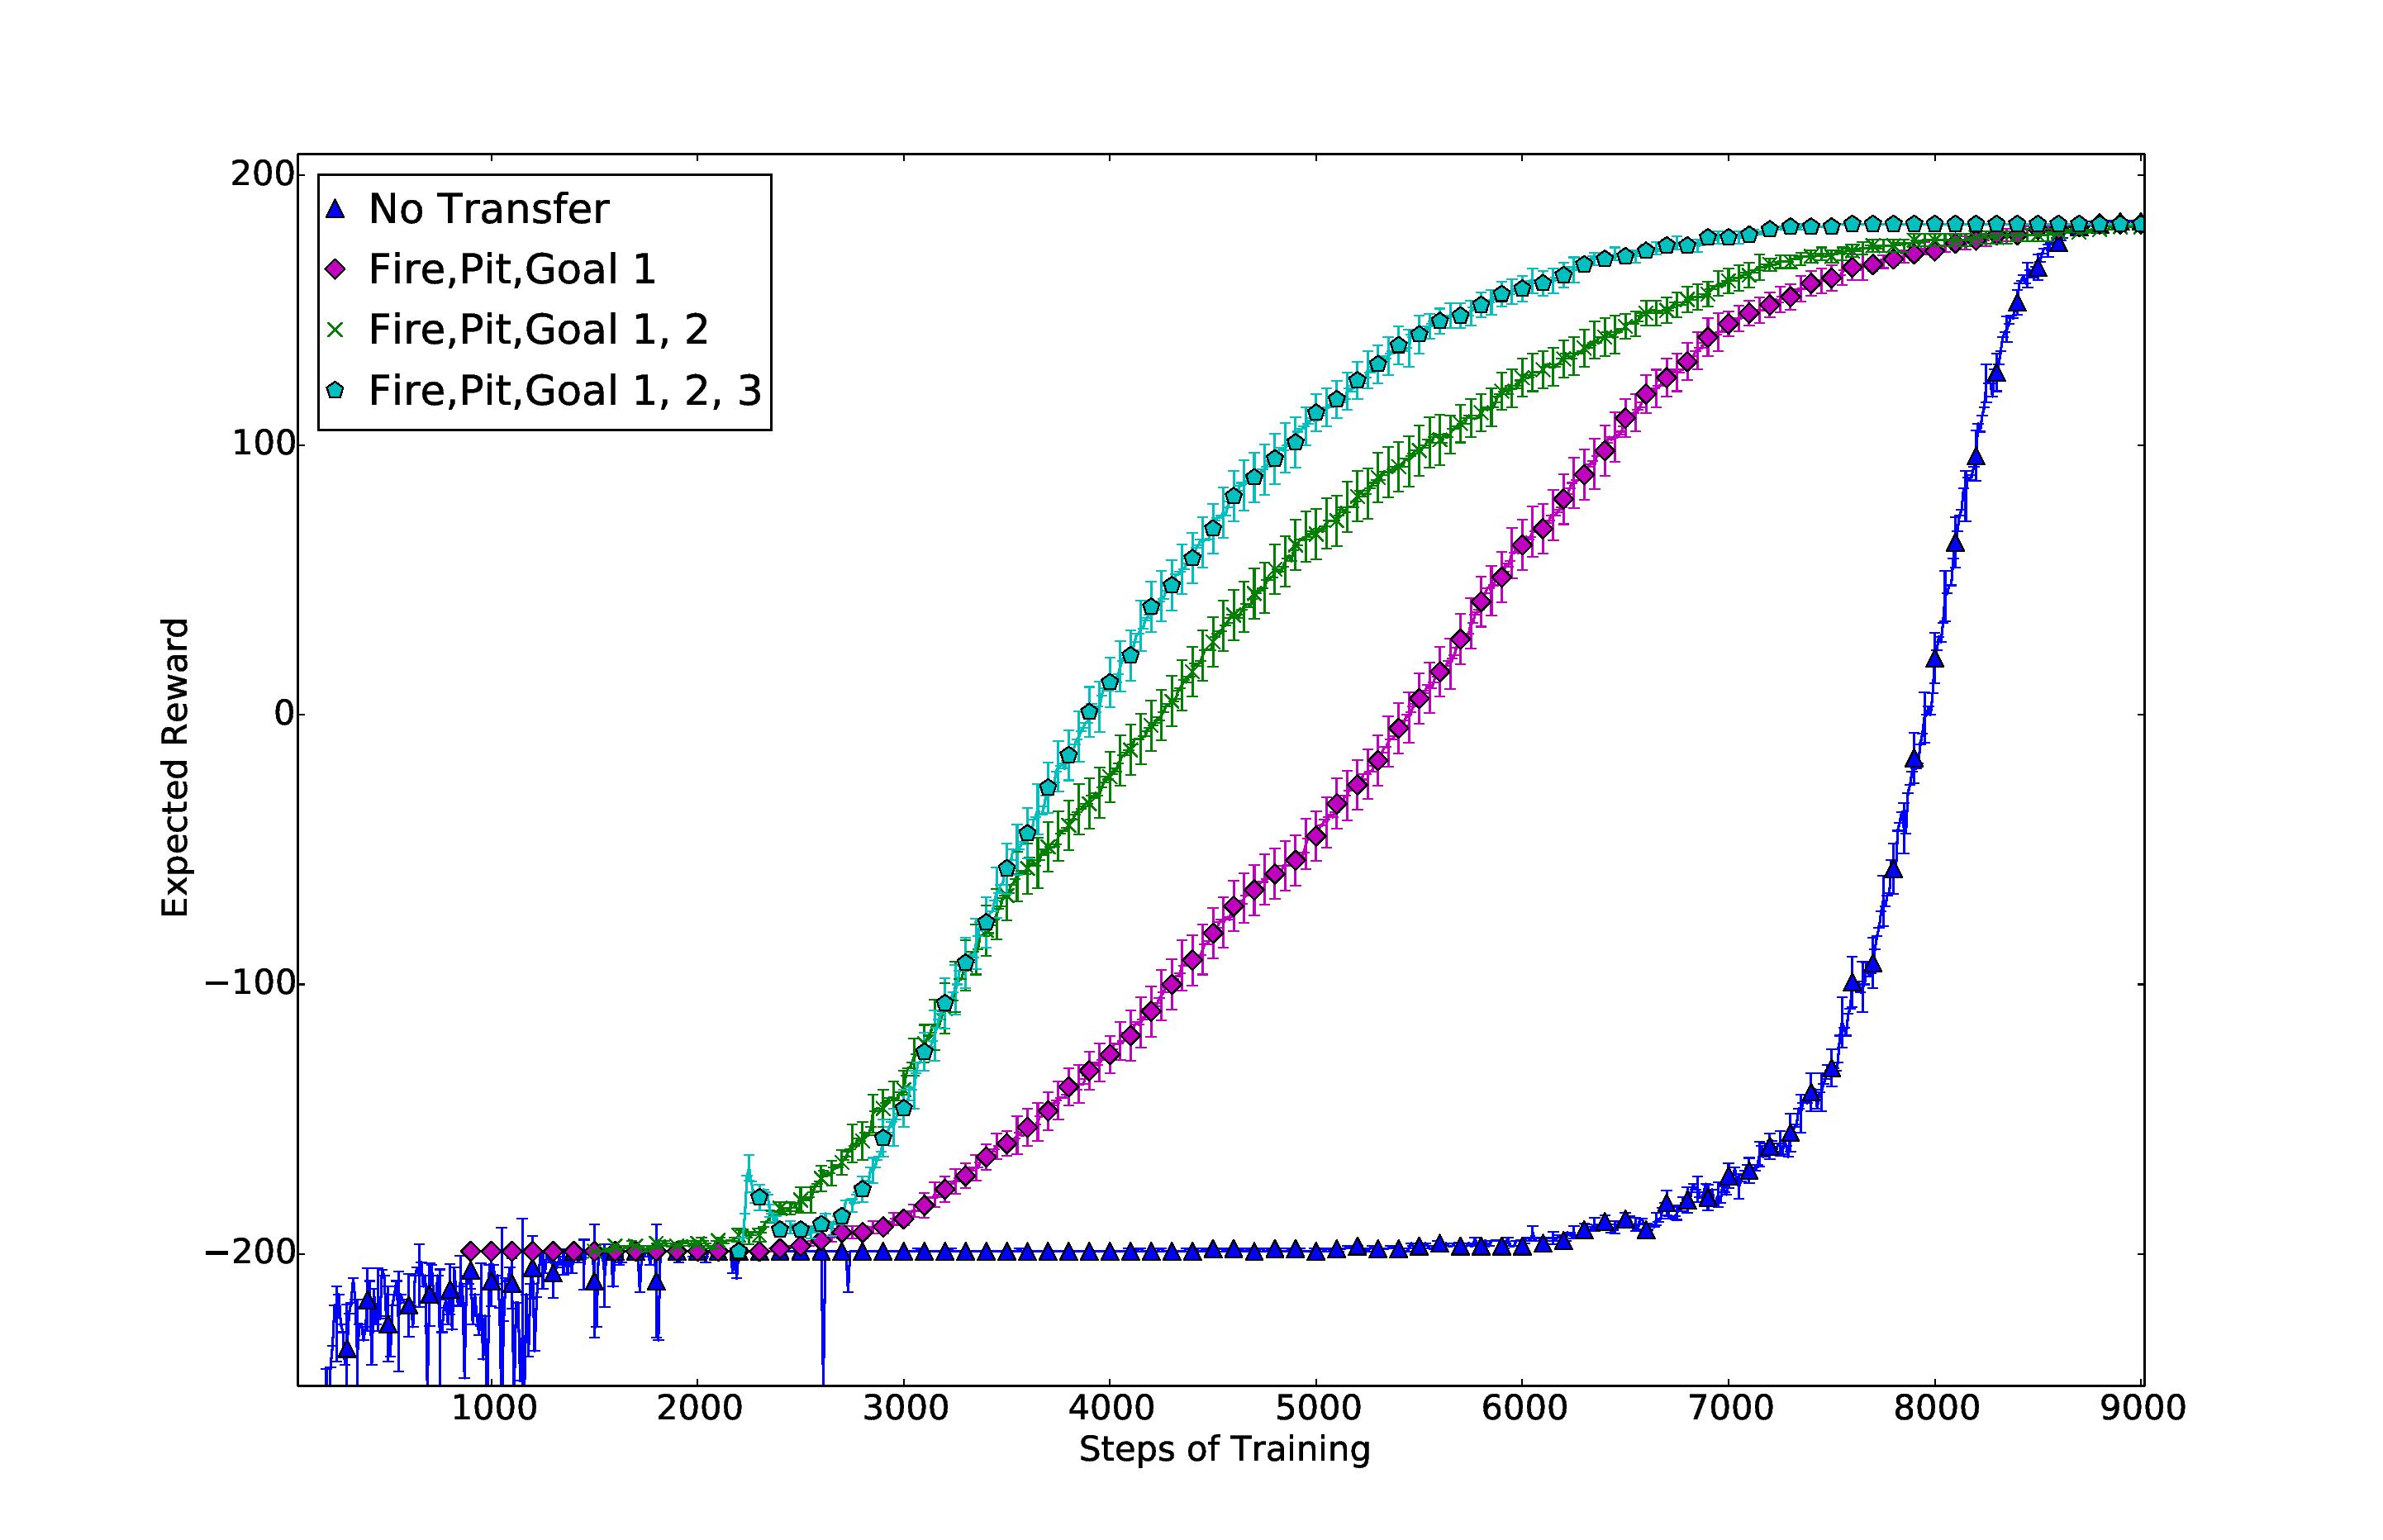 200
100
0
−100
−200
Expected Reward
No Transfer
Fire,Pit,Goal 1
Fire,Pit,Goal 1, 2
Fire,Pit,Goal 1, 2, 3
1000 2000 3000 4000 5000 6000 7000 8000 9000
Steps of Training